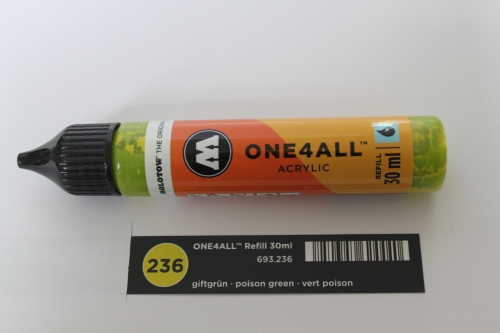 MOLOTOW THE ORIGINAL
M
ONE4ALL™
ACRYLIC
REFILL
30 ml
236
ONE4ALL™ Refill 30ml
693.236
giftgrün · poison green · vert poison